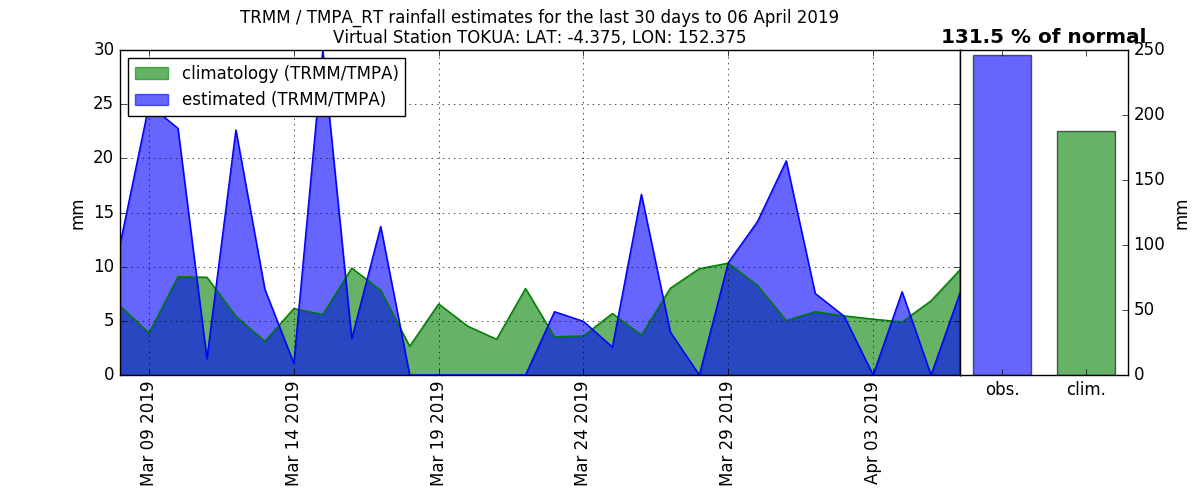 TRMM / TMPA_RT rainfall estimates for the last 30 days to 06 April 2019
Virtual Station TOKUA: LAT: -4.375, LON: 152.375
131.5 % of normal
climatology (TRMM/TMPA)
estimated (TRMM/TMPA)
30
25
20
15
10
5
0
mm
Mar 09 2019
Mar 14 2019
Mar 19 2019
Mar 24 2019
Mar 29 2019
Apr 03 2019
250
200
150
100
50
0
mm
obs.
clim.